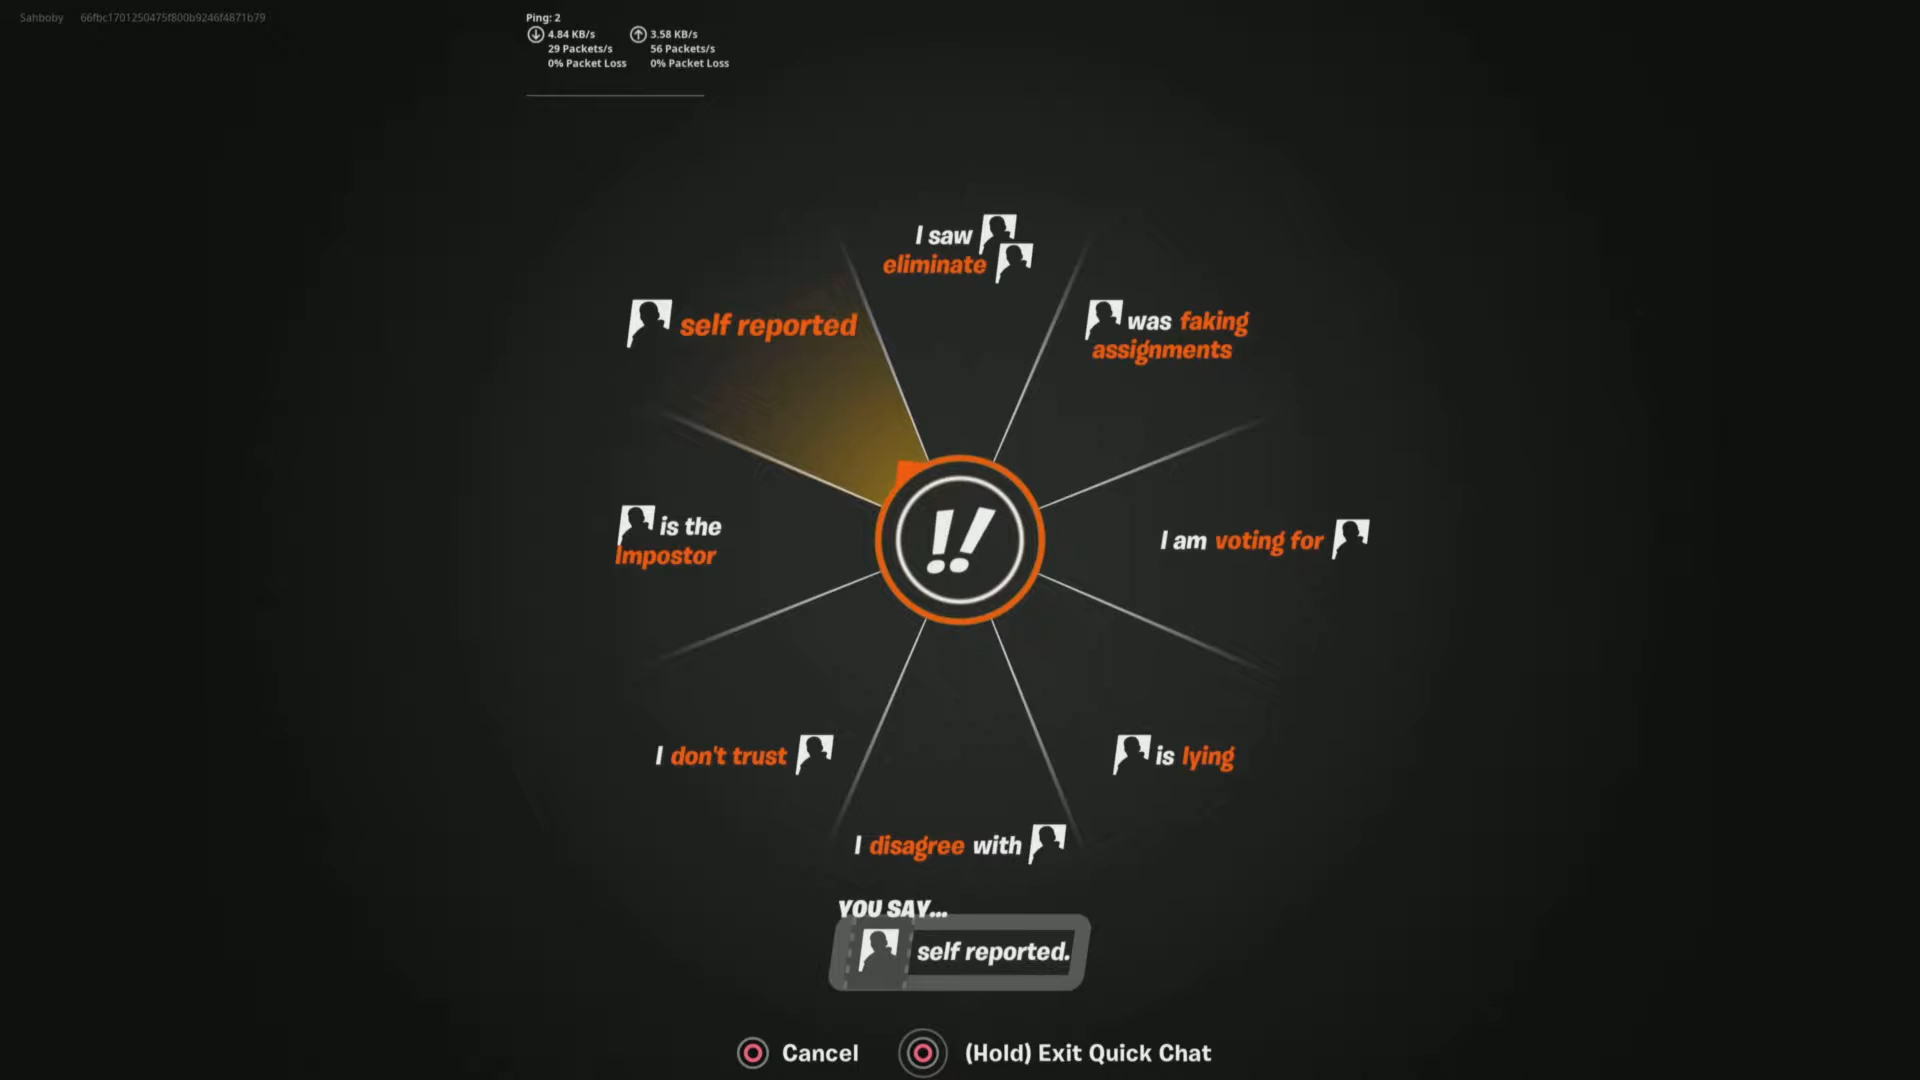 Sahboby 66fbc1701250475f800b9246f4871b79
Ping: 2
4.84 KB/s 3.58 KB/s
29 Packets/s 56 Packets/s
0% Packet Loss 0% Packet Loss
I saw
eliminate
self reported
was faking
assignments
is the
Impostor
I am voting for
I don't trust
is lying
I disagree with
YOU SAY...
self reported.
Cancel (Hold) Exit Quick Chat